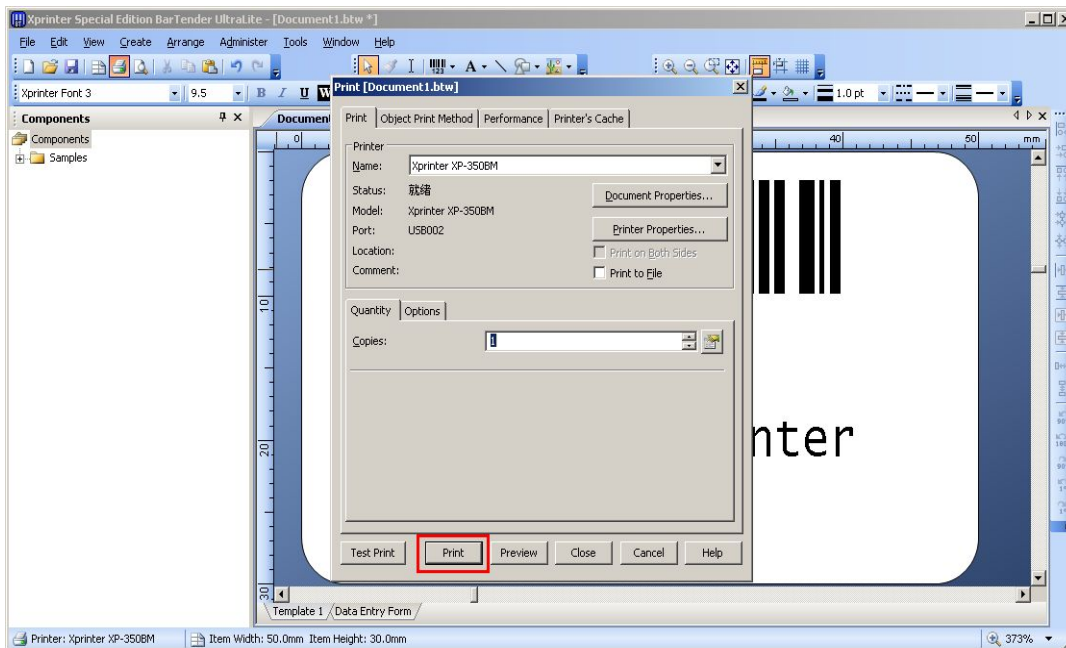 Xprinter Special Edition BarTender UltraLite - [Document1.btw *]
File Edit View Create Arrange Administer Tools Window Help
Xprinter Font 3 9.5 B I U W 1.0 pt
Components
Components
Samples
Documen
0 40 50 mm
10
20
30
Print [Document1.btw]
Print Object Print Method Performance Printer's Cache
Printer
Name: Xprinter XP-350BM
Status: 就绪
Document Properties...
Model: Xprinter XP-350BM
Port: USB002
Printer Properties...
Location:
Print on Both Sides
Comment:
Print to File
Quantity Options
Copies: 1
Test Print Print Preview Close Cancel Help
nter
Template 1 Data Entry Form
Printer: Xprinter XP-350BM Item Width: 50.0mm Item Height: 30.0mm 373%